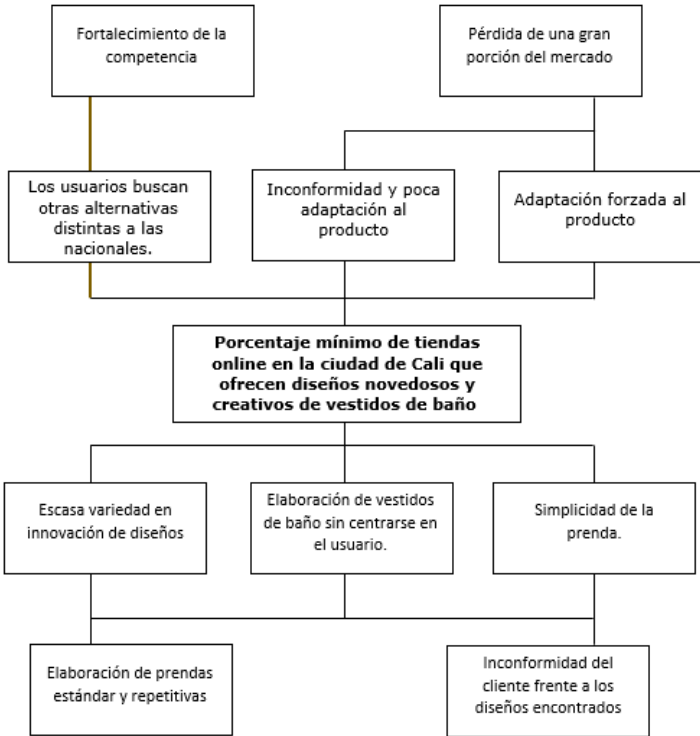 Fortalecimiento de la
competencia
Pérdida de una gran
porción del mercado
Los usuarios buscan
otras alternativas
distintas a las
nacionales.
Inconformidad y poca
adaptación al
producto
Adaptación forzada al
producto
Porcentaje mínimo de tiendas
online en la ciudad de Cali que
ofrecen diseños novedosos y
creativos de vestidos de baño
Escasa variedad en
innovación de diseños
Elaboración de vestidos
de baño sin centrarse en
el usuario.
Simplicidad de la
prenda.
Elaboración de prendas
estándar y repetitivas
Inconformidad del
cliente frente a los
diseños encontrados